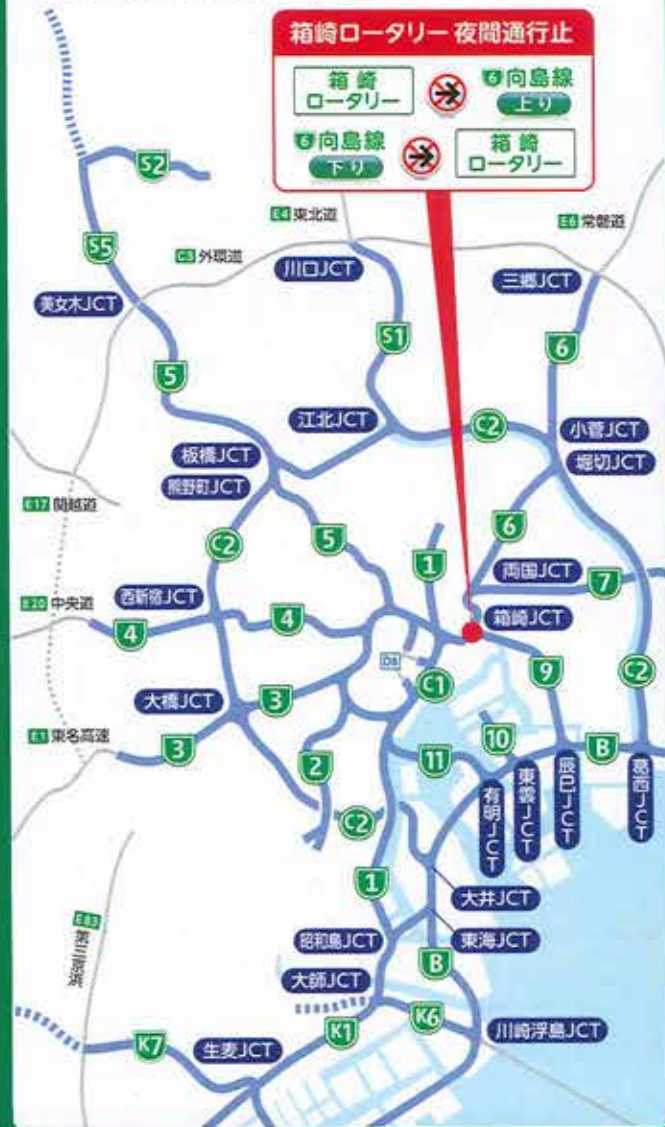 箱崎ロータリー 夜間通行止
箱崎
ロータリー
6 向島線
上り
6 向島線
下り
箱崎
ロータリー
S2
E4 東北道
E6 常磐道
S5
C3 外環道
川口JCT
三郷JCT
美女木JCT
S1
6
5
江北JCT
C2
小菅JCT
板橋JCT
堀切JCT
熊野町JCT
E17 関越道
6
C2
5
1
両国JCT
7
E20 中央道
西新宿JCT
箱崎JCT
4
4
D8
9
C2
大橋JCT
3
C1
E1 東名高速
3
2
11
10
B
有明JCT
東雲JCT
辰巳JCT
葛西JCT
C2
1
大井JCT
E83 第三京浜
昭和島JCT
東海JCT
大師JCT
B
K7
生麦JCT
K1
K6
川崎浮島JCT